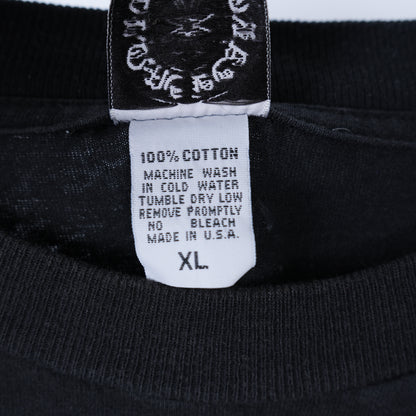 100% COTTON
MACHINE WASH
IN COLD WATER
TUMBLE DRY LOW
REMOVE PROMPTLY
NO BLEACH
MADE IN U.S.A.
XL